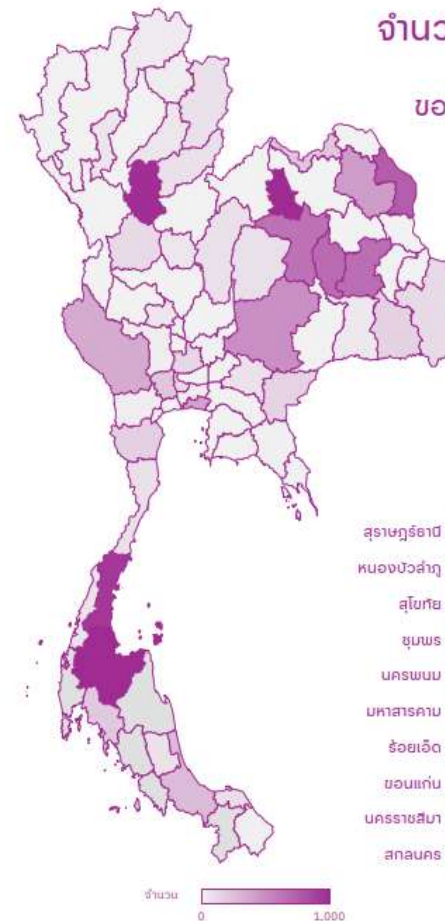 จำนว
ขอ
สุราษฎร์ธานี
หนองบัวลำภู
สุโขทัย
ชุมพร
นครพนม
มหาสารคาม
ร้อยเอ็ด
ขอนแก่น
นครราชสีมา
สกลนคร
จำนวน
0
1,000